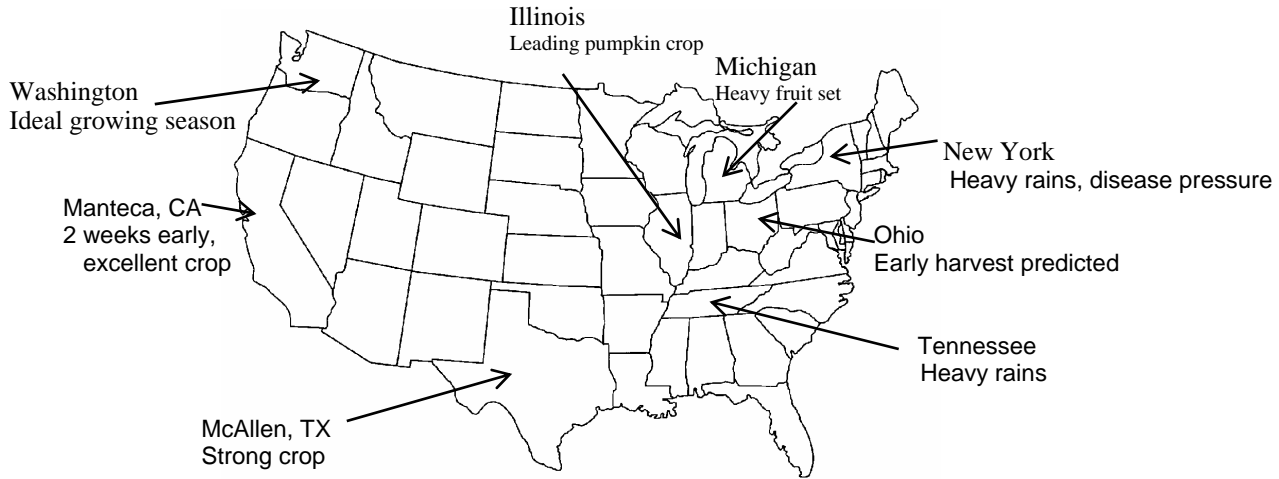 Illinois
Leading pumpkin crop
Michigan
Heavy fruit set
Washington
Ideal growing season
New York
Heavy rains, disease pressure
Manteca, CA
2 weeks early,
excellent crop
Ohio
Early harvest predicted
Tennessee
Heavy rains
McAllen, TX
Strong crop